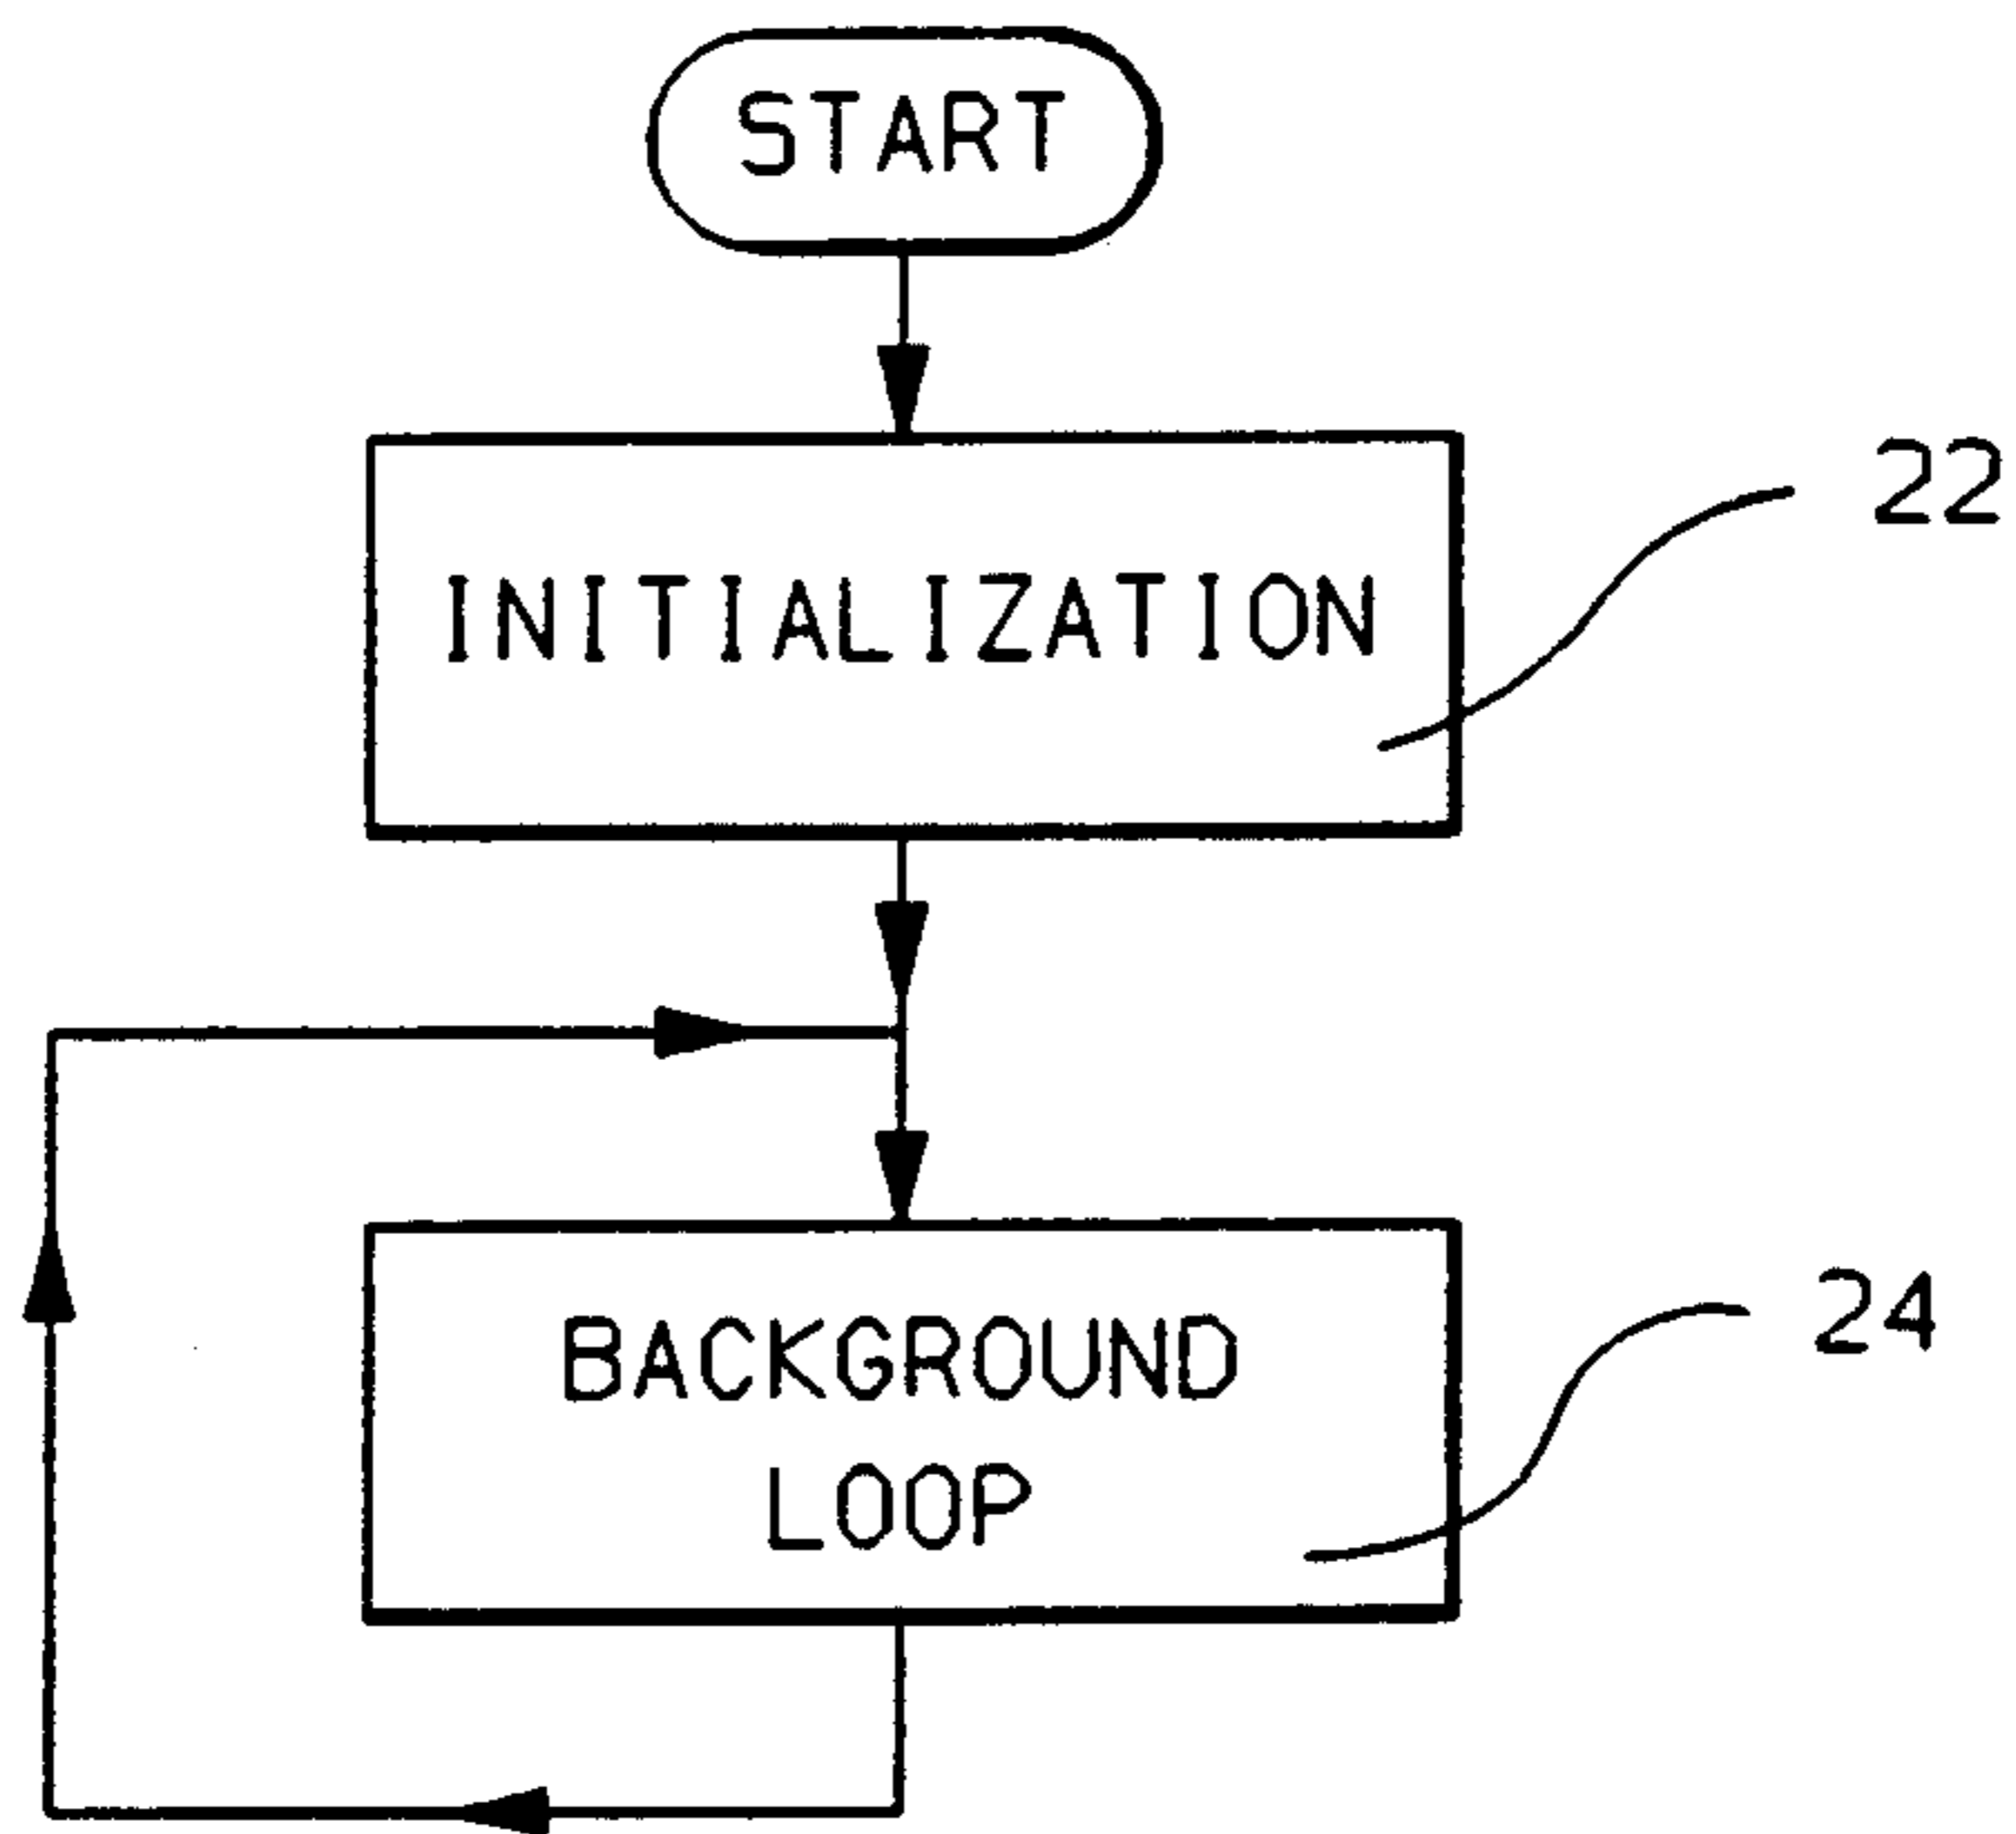 START
INITIALIZATION
22
BACKGROUND
LOOP
24